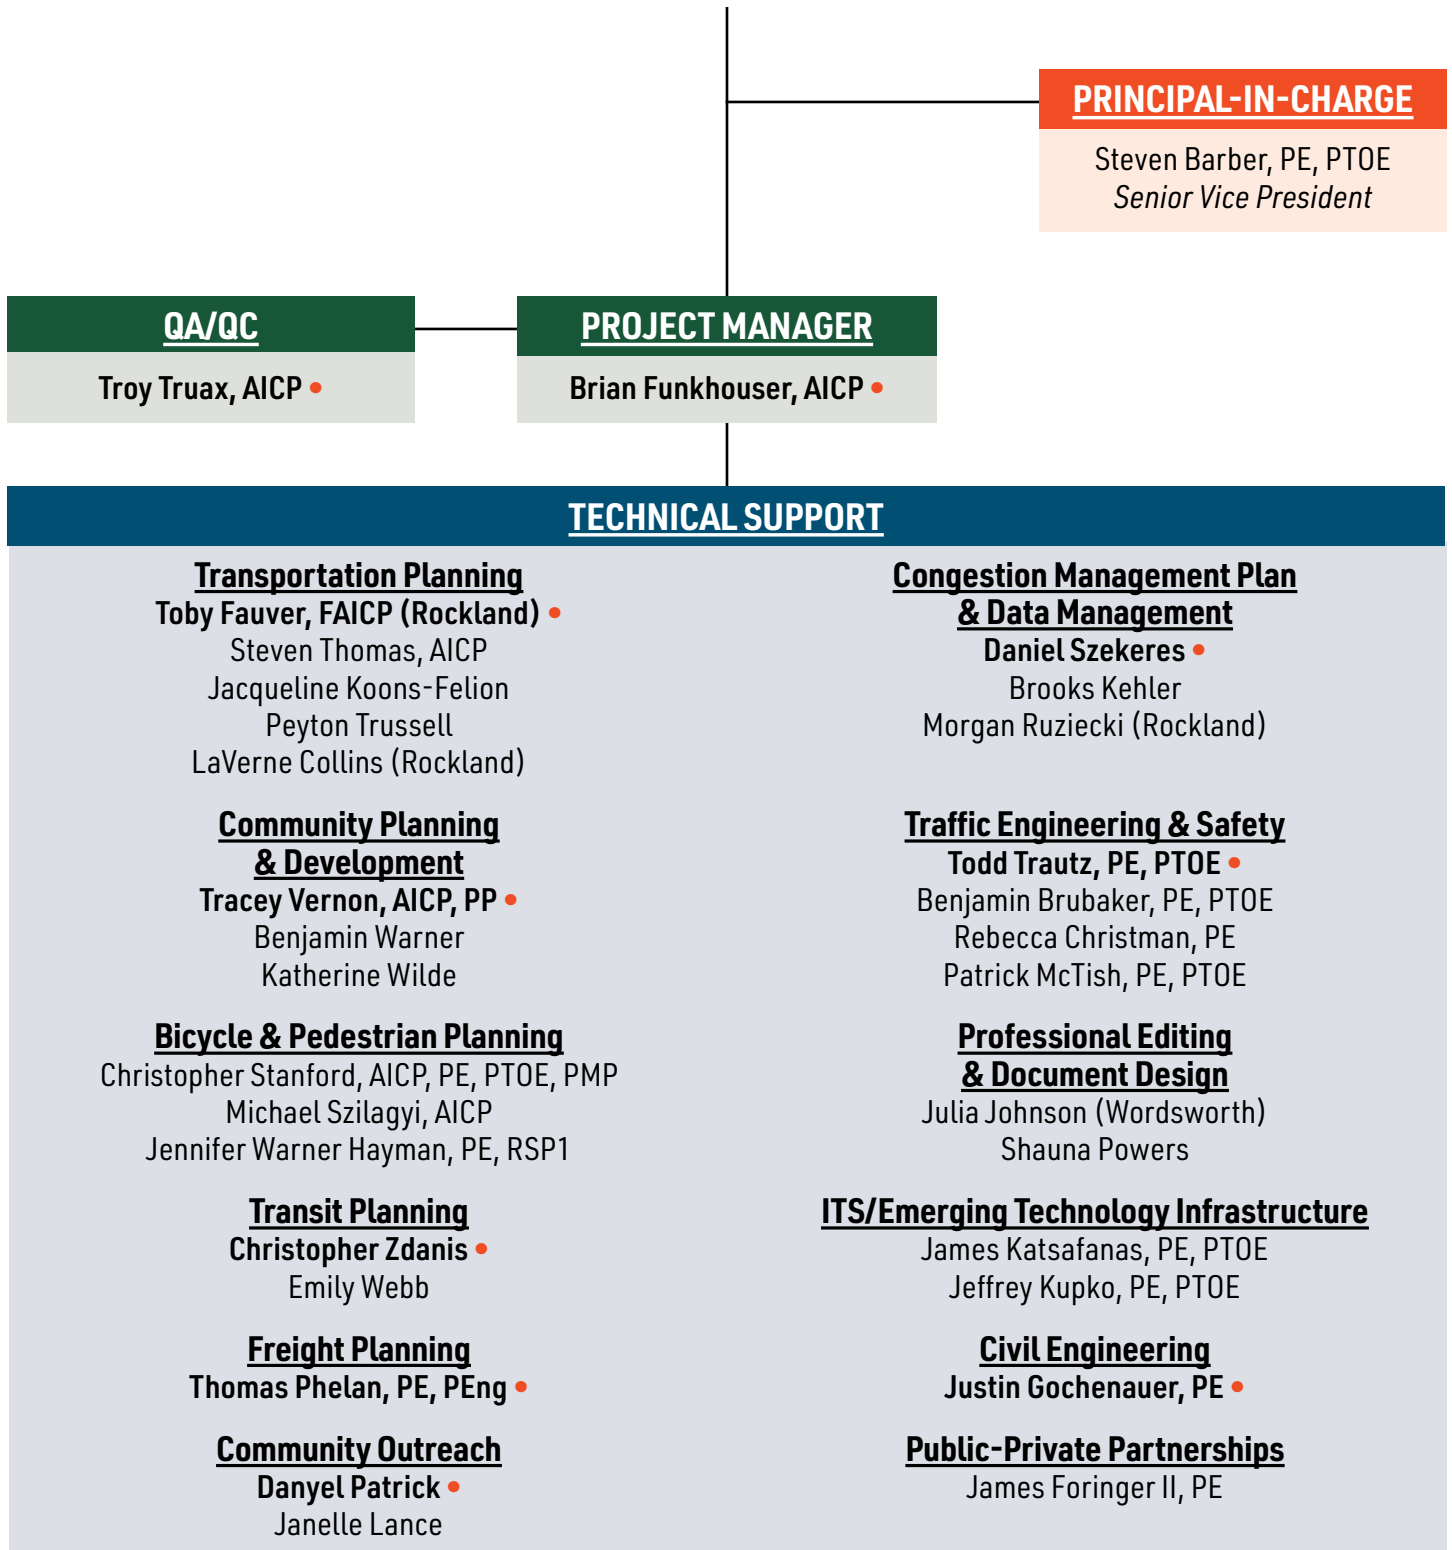 PRINCIPAL-IN-CHARGE
Steven Barber, PE, PTOE
Senior Vice President
QA/QC
Troy Truax, AICP •
PROJECT MANAGER
Brian Funkhouser, AICP •
TECHNICAL SUPPORT
Transportation Planning
Toby Fauver, FAICP (Rockland) •
Steven Thomas, AICP
Jacqueline Koons-Felion
Peyton Trussell
LaVerne Collins (Rockland)
Community Planning
& Development
Tracey Vernon, AICP, PP •
Benjamin Warner
Katherine Wilde
Bicycle & Pedestrian Planning
Christopher Stanford, AICP, PE, PTOE, PMP
Michael Szilagyi, AICP
Jennifer Warner Hayman, PE, RSP1
Transit Planning
Christopher Zdanis •
Emily Webb
Freight Planning
Thomas Phelan, PE, PEng •
Community Outreach
Danyel Patrick •
Janelle Lance
Congestion Management Plan
& Data Management
Daniel Szekeres •
Brooks Kehler
Morgan Ruziecki (Rockland)
Traffic Engineering & Safety
Todd Trautz, PE, PTOE •
Benjamin Brubaker, PE, PTOE
Rebecca Christman, PE
Patrick McTish, PE, PTOE
Professional Editing
& Document Design
Julia Johnson (Wordsworth)
Shauna Powers
ITS/Emerging Technology Infrastructure
James Katsafanas, PE, PTOE
Jeffrey Kupko, PE, PTOE
Civil Engineering
Justin Gochenauer, PE •
Public-Private Partnerships
James Foringer II, PE